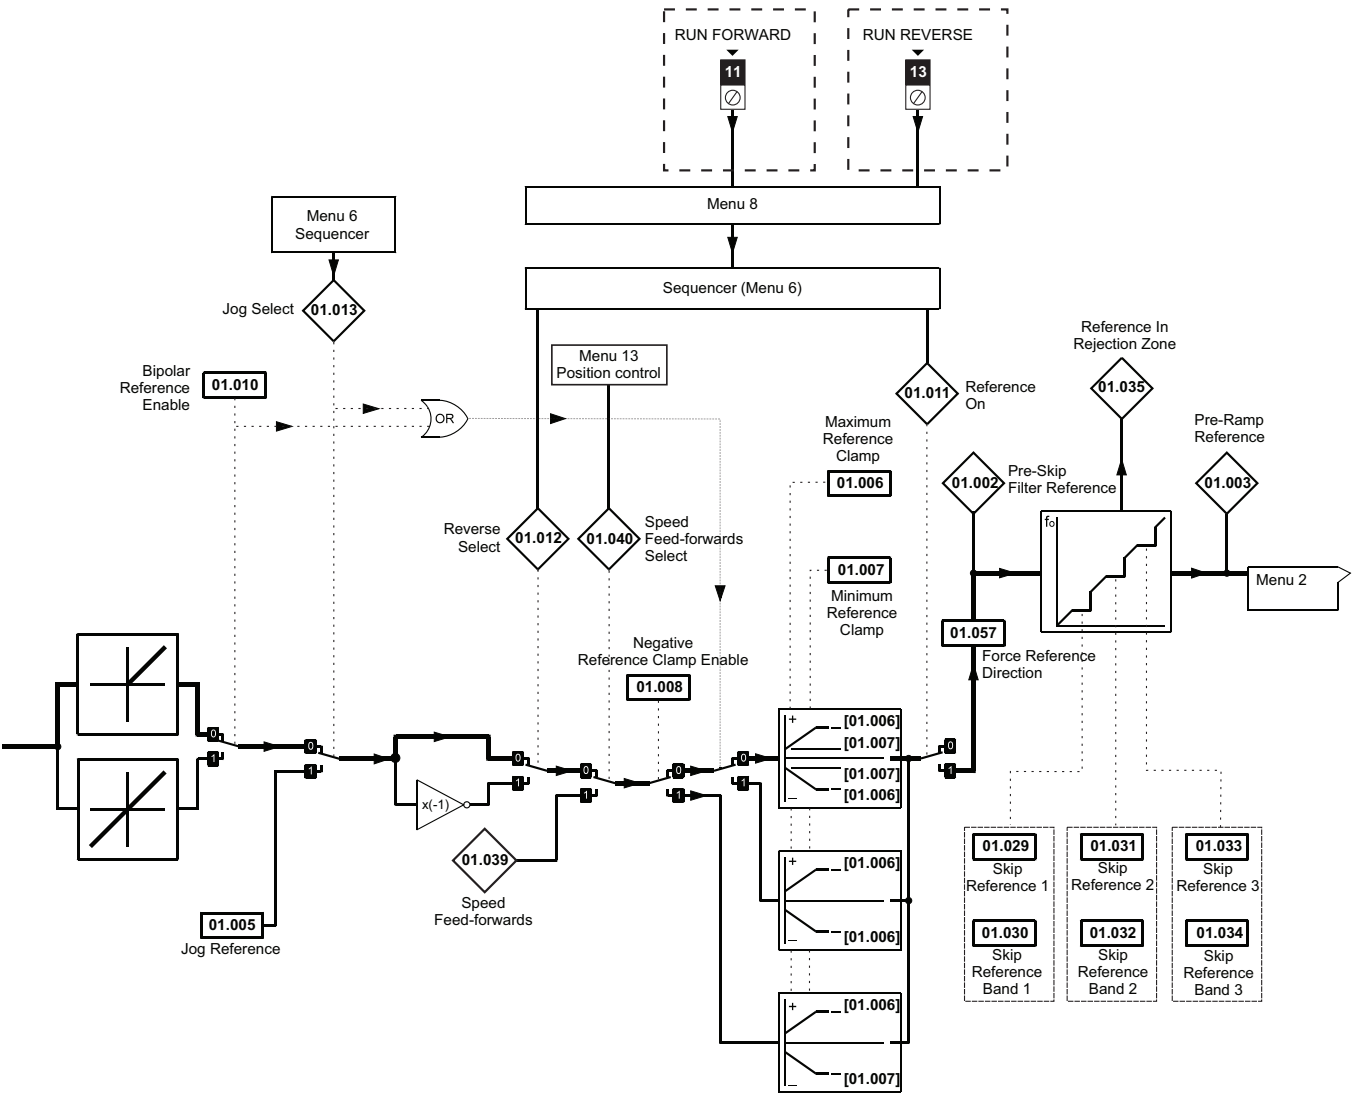 RUN FORWARD
11
RUN REVERSE
13
Menu 8
Menu 6
Sequencer
Sequencer (Menu 6)
Jog Select
01.013
Bipolar
Reference
Enable
01.010
OR
Menu 13
Position control
Reverse
Select
01.012
01.040
Speed
Feed-forwards
Select
01.011
Reference
On
Maximum
Reference
Clamp
01.006
01.007
Minimum
Reference
Clamp
Negative
Reference Clamp Enable
01.008
Reference In
Rejection Zone
01.035
01.002
Pre-Skip
Filter Reference
Pre-Ramp
Reference
01.003
fo
Menu 2
01.057
Force Reference
Direction
0
1
0
1
x(-1)
0
1
0
1
0
1
0
1
0
1
+
[01.006]
[01.007]
[01.007]
[01.006]
_
+
[01.006]
[01.006]
_
+
[01.006]
[01.007]
_
01.005
Jog Reference
01.039
Speed
Feed-forwards
01.029
Skip
Reference 1
01.030
Skip
Reference
Band 1
01.031
Skip
Reference 2
01.032
Skip
Reference
Band 2
01.033
Skip
Reference 3
01.034
Skip
Reference
Band 3